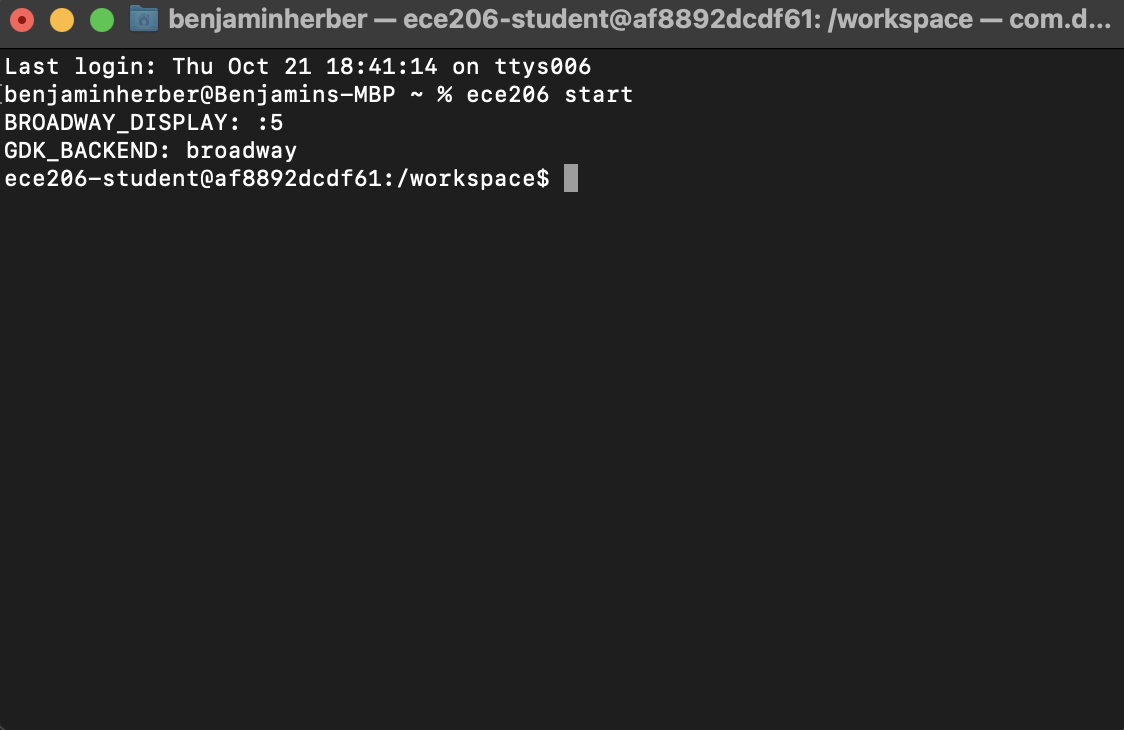 benjaminherber — ece206-student@af8892dcdf61: /workspace — com.d...
Last login: Thu Oct 21 18:41:14 on ttys006
benjaminherber@Benjamins-MBP ~ % ece206 start
BROADWAY_DISPLAY: :5
GDK_BACKEND: broadway
ece206-student@af8892dcdf61:/workspace$